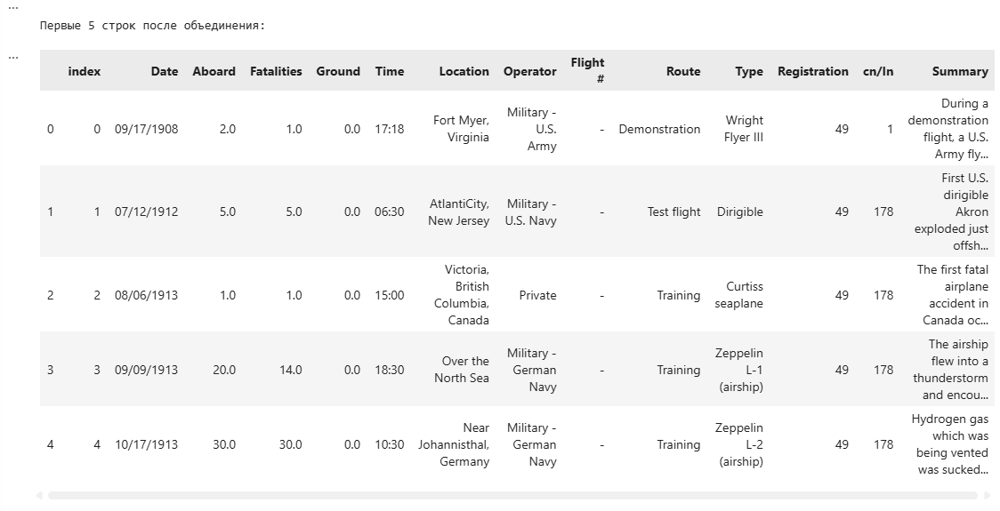 ...
Первые 5 строк после объединения:
...
index Date Aboard Fatalities Ground Time Location Operator Flight # Route Type Registration cn/In Summary
0 0 09/17/1908 2.0 1.0 0.0 17:18 Fort Myer, Virginia Military - U.S. Army - Demonstration Wright Flyer III 49 1 During a demonstration flight, a U.S. Army fly...
1 1 07/12/1912 5.0 5.0 0.0 06:30 AtlantiCity, New Jersey Military - U.S. Navy - Test flight Dirigible 49 178 First U.S. dirigible Akron exploded just offsh...
2 2 08/06/1913 1.0 1.0 0.0 15:00 Victoria, British Columbia, Canada Private - Training Curtiss seaplane 49 178 The first fatal airplane accident in Canada oc...
3 3 09/09/1913 20.0 14.0 0.0 18:30 Over the North Sea Military - German Navy - Training Zeppelin L-1 (airship) 49 178 The airship flew into a thunderstorm and encou...
4 4 10/17/1913 30.0 30.0 0.0 10:30 Near Johannisthal, Germany Military - German Navy - Training Zeppelin L-2 (airship) 49 178 Hydrogen gas which was being vented was sucked...